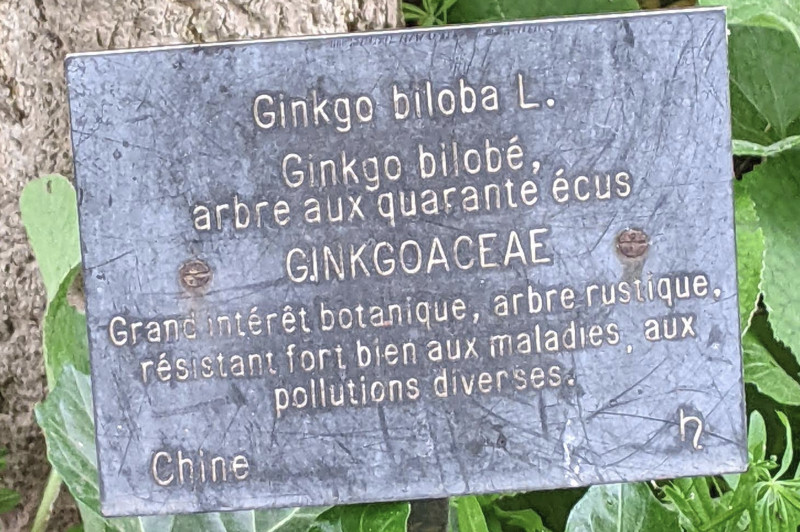 Ginkgo biloba L.
Ginkgo bilobé,
arbre aux quarante écus
GINKGOACEAE
Grand intérêt botanique, arbre rustique,
résistant fort bien aux maladies, aux
pollutions diverses.
Chine ♄